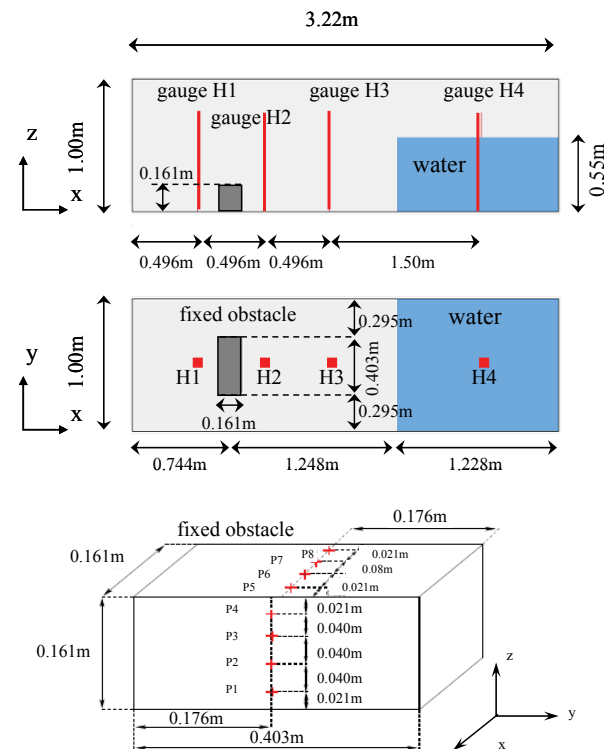 3.22m
gauge H1 gauge H3 gauge H4
gauge H2
z
1.00m
0.161m
water
0.55m
x
0.496m 0.496m 0.496m 1.50m
fixed obstacle
0.295m
water
y
1.00m
0.403m
H1 H2 H3 H4
x
0.161m
0.295m
0.744m 1.248m 1.228m
fixed obstacle
0.176m
0.161m
P8 0.021m
P7
0.08m
P6
P5 0.021m
P4 0.021m
P3 0.040m
0.161m
0.040m
P2
0.040m
P1
0.021m
z
0.176m
y
0.403m
x